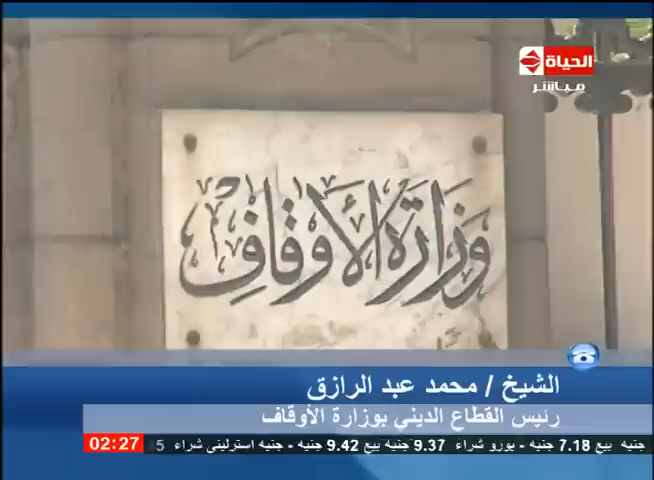 الحياة
مباشر
وزارة الأوقاف
الشيخ / محمد عبد الرازق
رئيس القطاع الديني بوزارة الأوقاف
جنيه بيع 7.18 جنيه - يورو شراء 9.37 جنيه بيع 9.42 جنيه - جنيه استرليني شراء 5
02:27